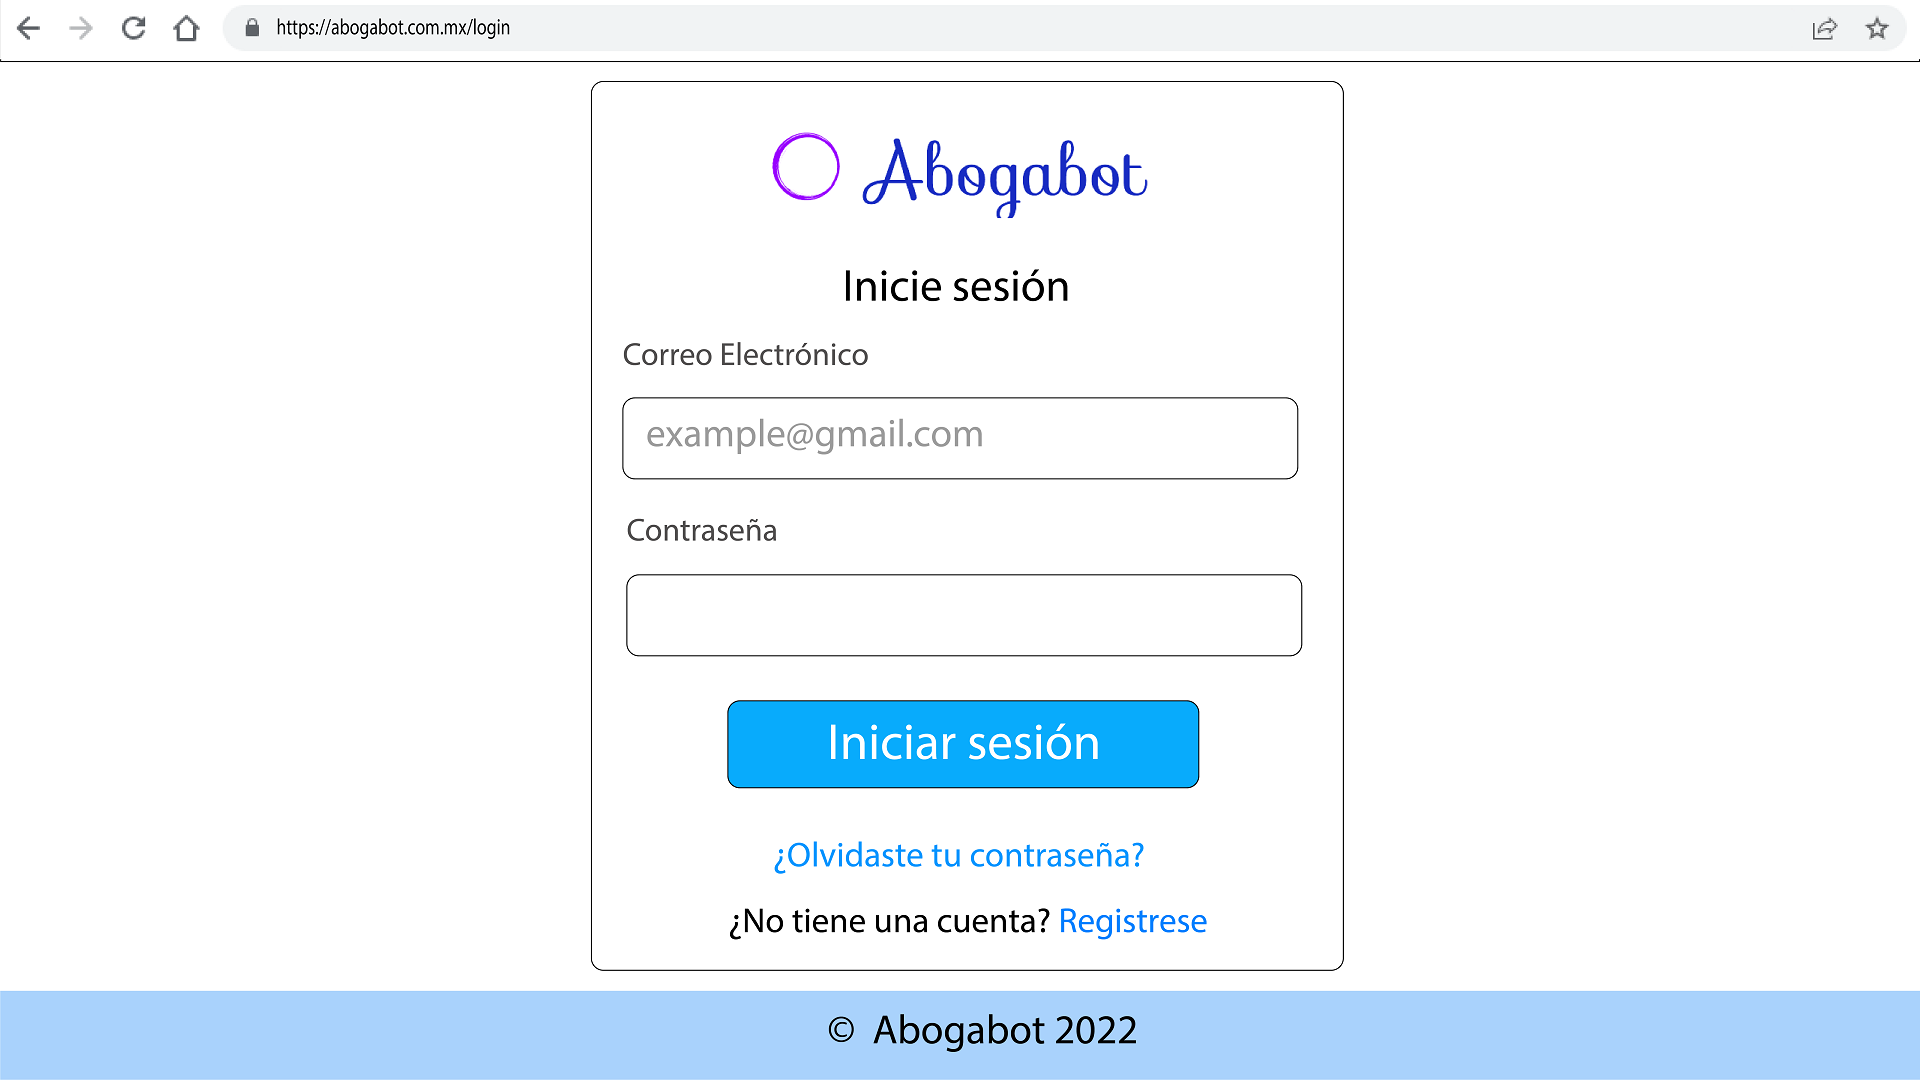 https://abogabot.com.mx/login
Abogabot
Inicie sesión
Correo Electrónico
example@gmail.com
Contraseña
Iniciar sesión
¿Olvidaste tu contraseña?
¿No tiene una cuenta? Registrese
© Abogabot 2022